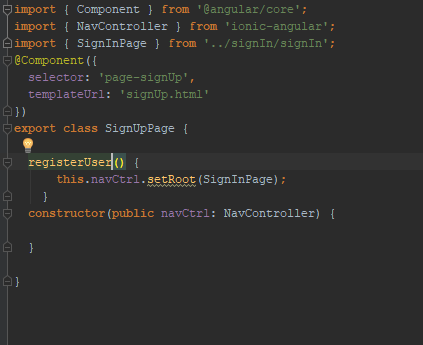 import { Component } from '@angular/core';
import { NavController } from 'ionic-angular';
import { SignInPage } from '../signIn/signIn';
@Component({
  selector: 'page-signUp',
  templateUrl: 'signUp.html'
})
export class SignUpPage {
  registerUser() {
      this.navCtrl.setRoot(SignInPage);
    }
  constructor(public navCtrl: NavController) {
  }
}